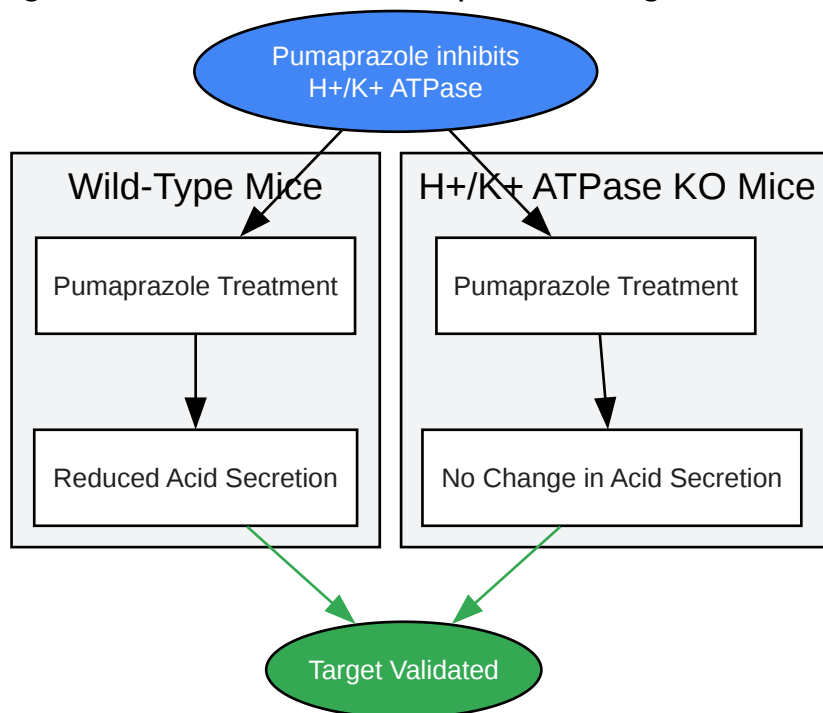 Pumaprazole inhibits
H+/K+ ATPase
Wild-Type Mice
H+/K+ ATPase KO Mice
Pumaprazole Treatment
Pumaprazole Treatment
Reduced Acid Secretion
No Change in Acid Secretion
Target Validated